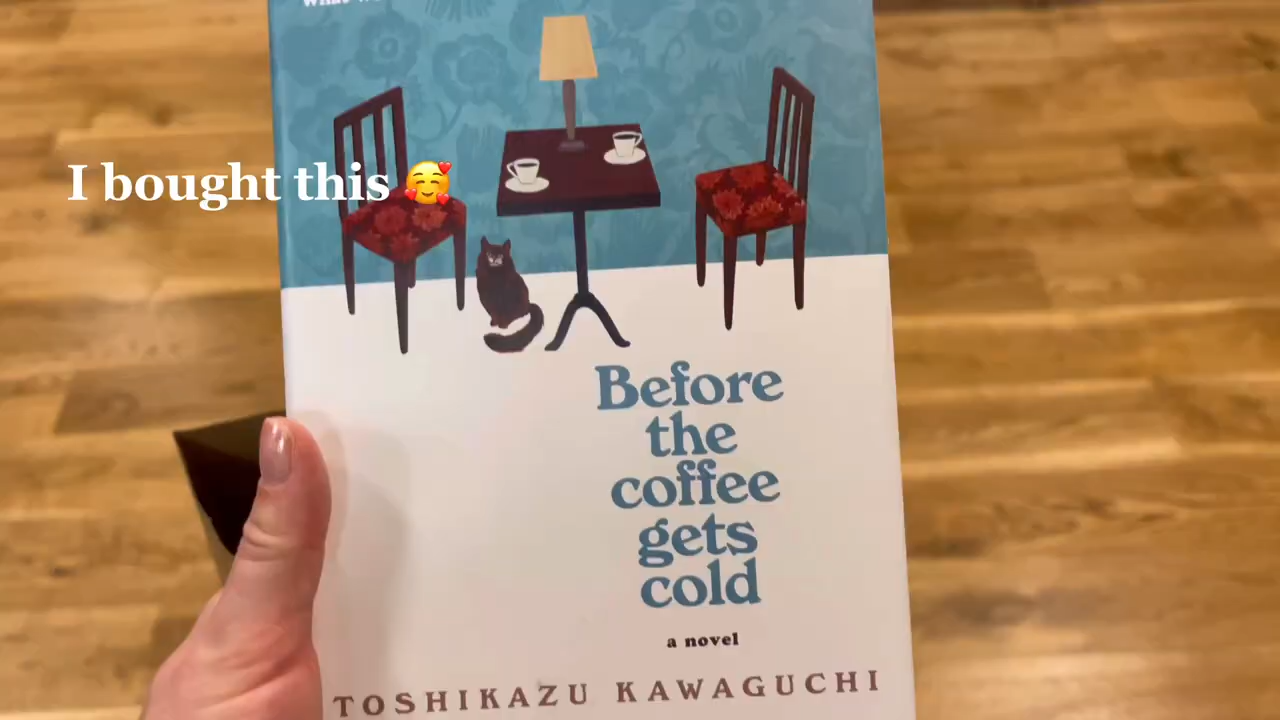 I bought this 🥰
Before
the
coffee
gets
cold
a novel
TOSHIKAZU KAWAGUCHI